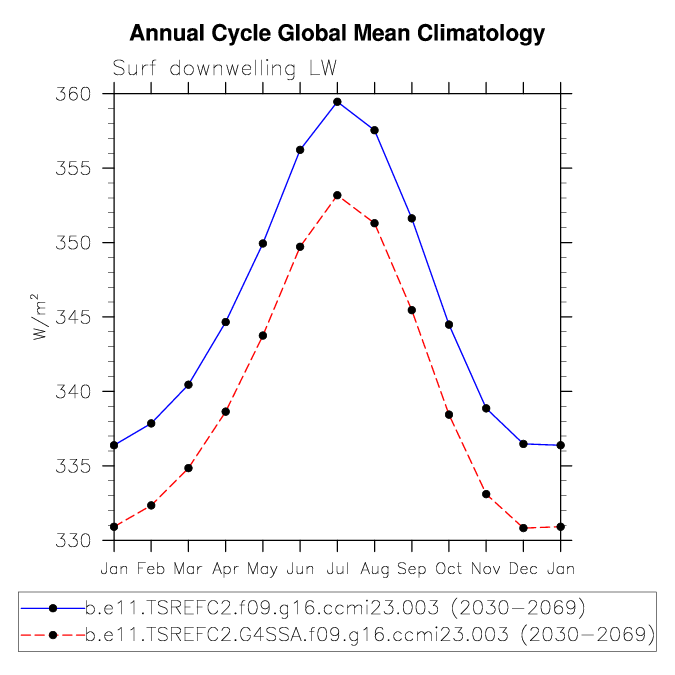 Annual Cycle Global Mean Climatology
Surf downwelling LW
360
355
350
345
340
335
330
W/m²
Jan Feb Mar Apr May Jun Jul Aug Sep Oct Nov Dec Jan
b.e11.TSREFC2.f09.g16.ccmi23.003 (2030−2069)
b.e11.TSREFC2.G4SSA.f09.g16.ccmi23.003 (2030−2069)